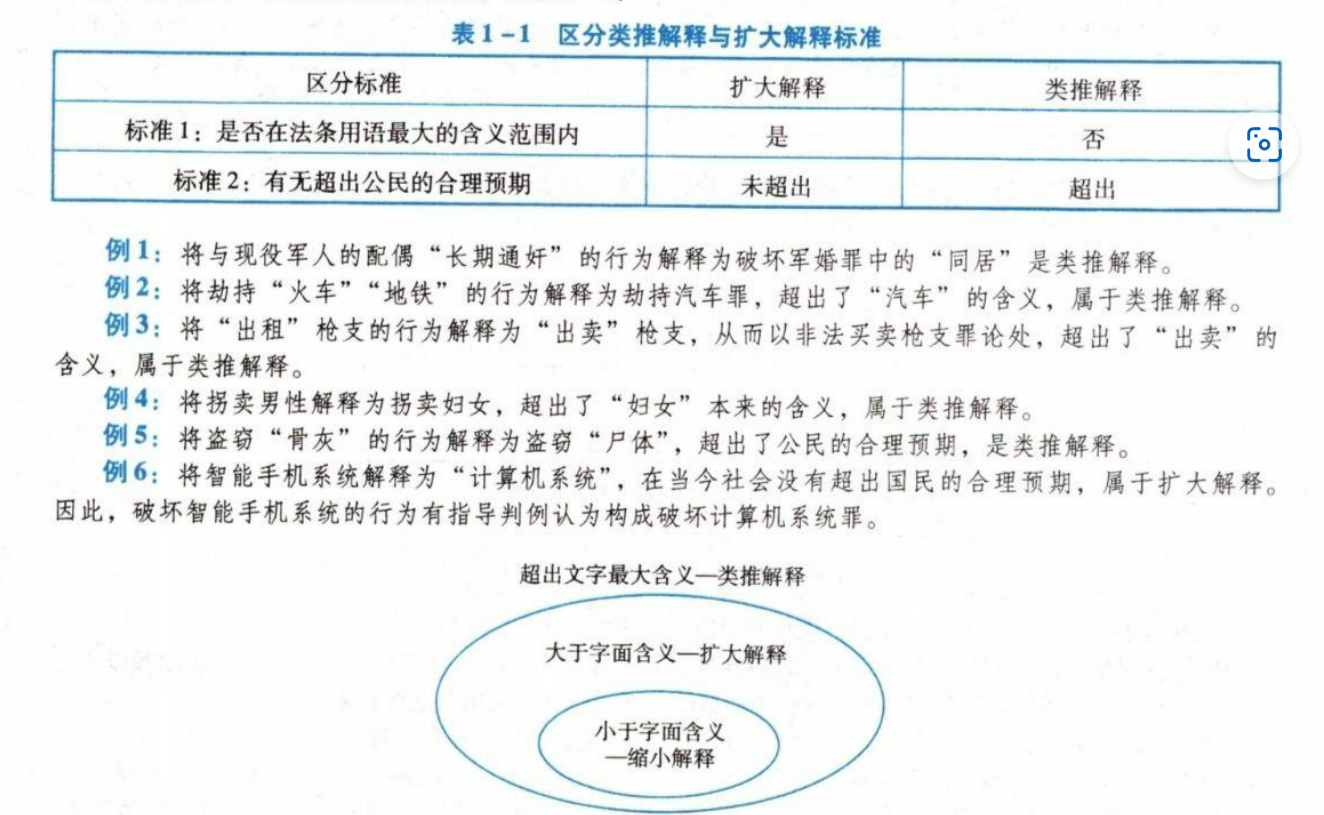 表1-1 区分类推解释与扩大解释标准
区分标准 扩大解释 类推解释
标准1：是否在法条用语最大的含义范围内 是 否
标准2：有无超出公民的合理预期 未超出 超出
例1：将与现役军人的配偶“长期通奸”的行为解释为破坏军婚罪中的“同居”是类推解释。
例2：将劫持“火车”“地铁”的行为解释为劫持汽车罪，超出了“汽车”的含义，属于类推解释。
例3：将“出租”枪支的行为解释为“出卖”枪支，从而以非法买卖枪支罪论处，超出了“出卖”的
含义，属于类推解释。
例4：将拐卖男性解释为拐卖妇女，超出了“妇女”本来的含义，属于类推解释。
例5：将盗窃“骨灰”的行为解释为盗窃“尸体”，超出了公民的合理预期，是类推解释。
例6：将智能手机系统解释为“计算机系统”，在当今社会没有超出国民的合理预期，属于扩大解释。
因此，破坏智能手机系统的行为有指导判例认为构成破坏计算机系统罪。
超出文字最大含义—类推解释
大于字面含义—扩大解释
小于字面含义
—缩小解释